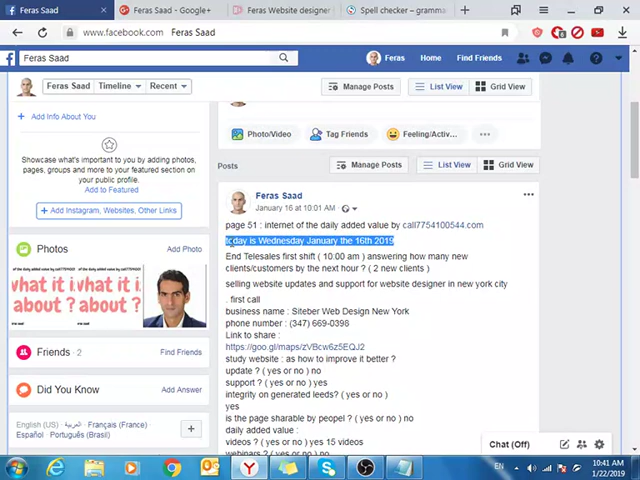 Feras Saad
Feras Saad - Google+
Feras Website designer
Spell checker – gramma
www.facebook.com
Feras Saad
Feras Saad
Feras
Home
Find Friends
Feras Saad
Timeline
Recent
Manage Posts
List View
Grid View
Add Info About You
Showcase what's important to you by adding photos,
pages, groups and more to your featured section on
your public profile.
Add to Featured
+ Add Instagram, Websites, Other Links
Photos
Add Photo
what it i
about ?
what it i
about ?
Friends · 2
Find Friends
Did You Know
Add Answer
English (US) · Français (France) ·
Español · Português (Brasil)
Photo/Video
Tag Friends
Feeling/Activ...
Posts
Manage Posts
List View
Grid View
Feras Saad
January 16 at 10:01 AM ·
page 51 : internet of the daily added value by call7754100544.com
today is Wednesday January the 16th 2019
End Telesales first shift ( 10:00 am ) answering how many new
clients/customers by the next hour ? ( 2 new clients )
selling website updates and support for website designer in new york city
. first call
business name : Siteber Web Design New York
phone number : (347) 669-0398
Link to share :
https://goo.gl/maps/zVBcw6z5EQJ2
study website : as how to improve it better ?
update ? ( yes or no ) no
support ? ( yes or no ) yes
integrity on generated leeds? ( yes or no )
yes
is the page sharable by peopel ? ( yes or no ) no
daily added value :
videos ? ( yes or no ) yes 15 videos
webinars ? ( yes or no ) no
Chat (Off)
EN
10:41 AM
1/22/2019